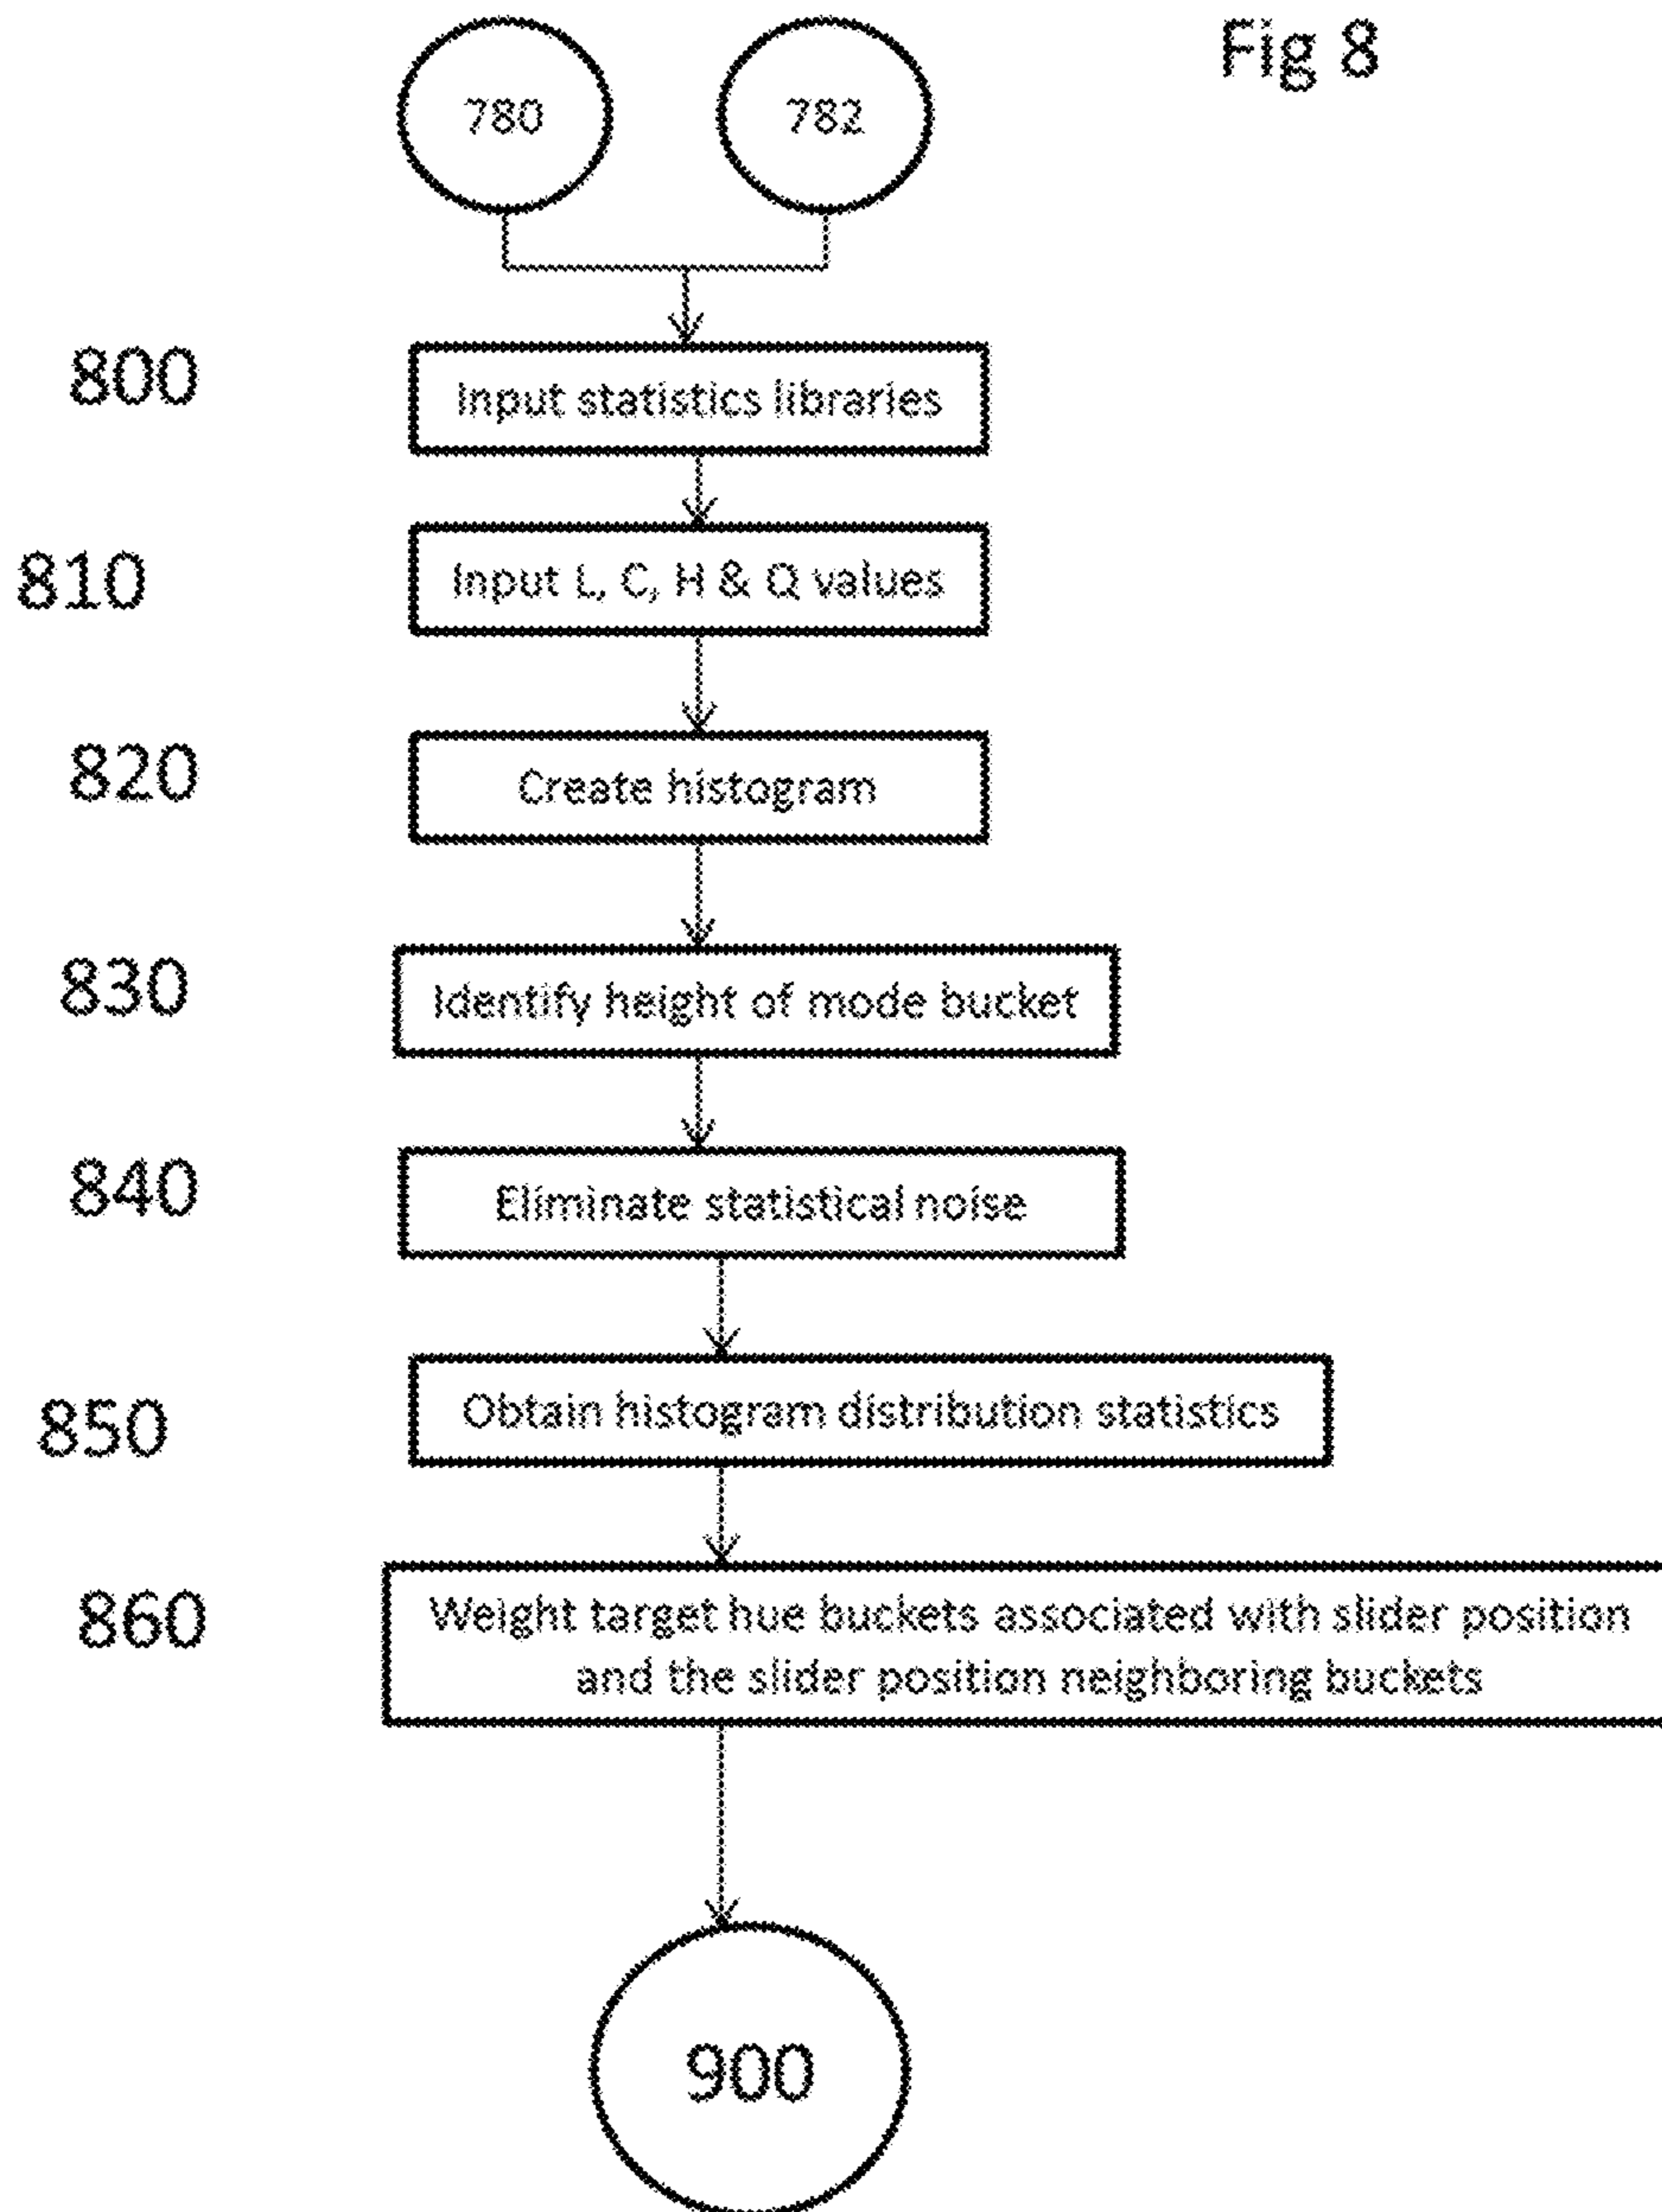 Fig 8
780
782
800
Input statistics libraries
810
Input L, C, H & Q values
820
Create histogram
830
Identify height of mode bucket
840
Eliminate statistical noise
850
Obtain histogram distribution statistics
860
Weight target hue buckets associated with slider position
and the slider position neighboring buckets
900